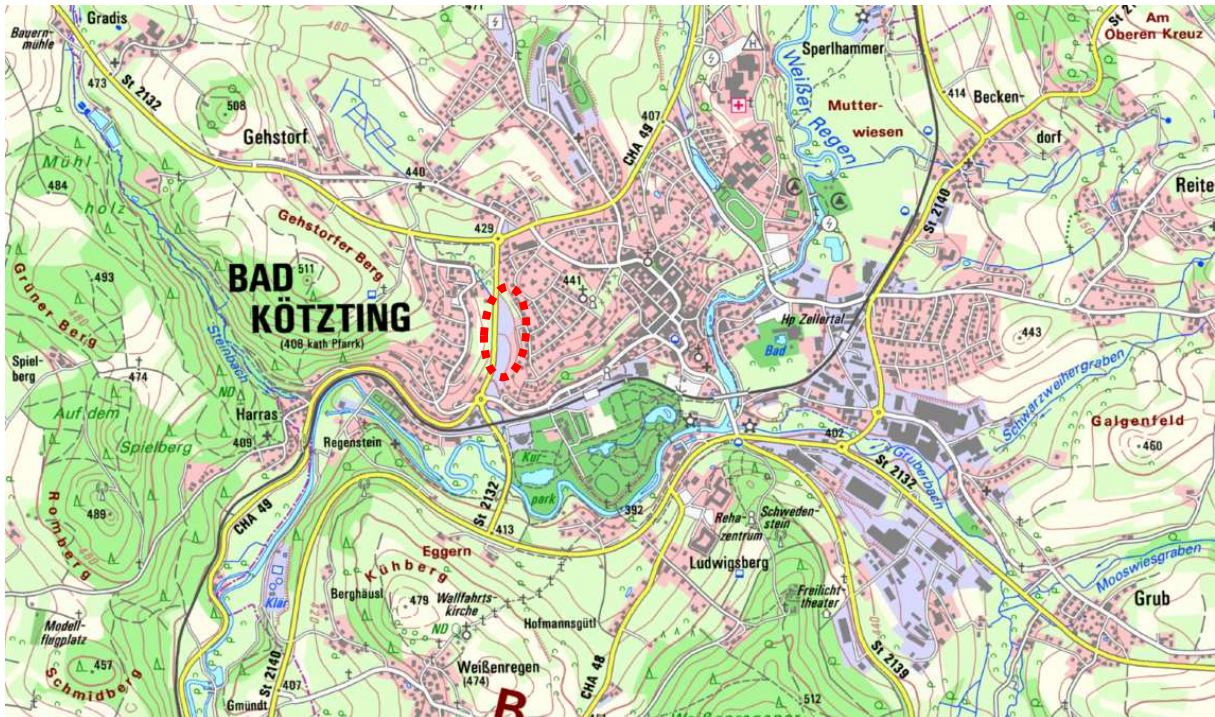 Gradis
Bauern-
mühle
473
St 2132
508
Gehstorf
440
407
CHA 49
H
Sperlhammer
Weißer Regen
Mutter-
wiesen
414
Becken-
dorf
Am
Oberen Kreuz
St 2140
Reite
Mühl-
holz
484
493
Grüner Berg
480
Gehstorfer Berg
511
429
441
BAD
KÖTZTING
(408 kath Pfarrk)
Steinbach
ND
Spiel-
berg
474
Auf dem
Spielberg
Harras
409
Regenstein
Hp Zellertal
Bad
443
Schwarzweihergraben
Galgenfeld
460
402
Gruberbach
St 2132
Romberg
489
480
CHA 49
Kur-
park
St 2132
413
392
Reha-
zentrum
Schweden-
stein
Ludwigsberg
Mooswiesgraben
Grub
Eggern
Kühberg
Berghäusl
479
Wallfahrts-
kirche
ND
Hofmannsgütl
Freilicht-
theater
Klär
Modell-
flugplatz
457
Schmidberg
St 2140
407
Gmündt
Weißenregen
(474)
R
CHA 48
St 2139
512